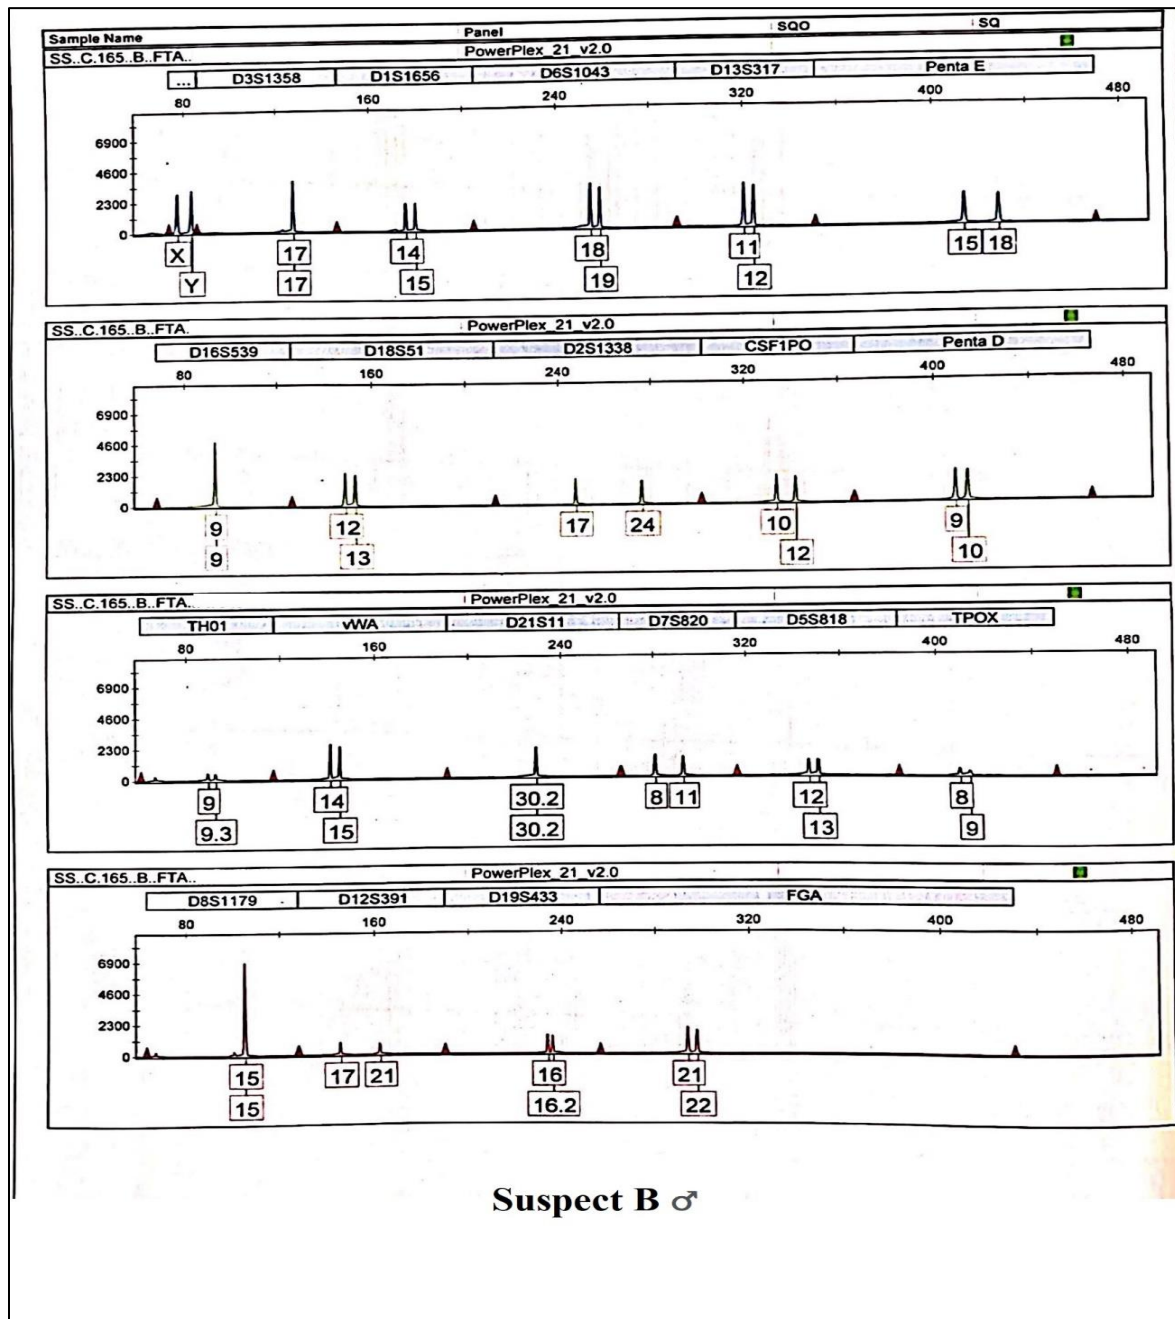 Sample Name Panel SQO SQ
SS..C.165..B..FTA.. PowerPlex_21_v2.0
... D3S1358 D1S1656 D6S1043 D13S317 Penta E
80 160 240 320 400 480
6900
4600
2300
0
X 17 14 18 11 15 18
Y 17 15 19 12
SS..C.165..B..FTA. PowerPlex_21_v2.0
D16S539 D18S51 D2S1338 CSF1PO Penta D
80 160 240 320 400 480
6900
4600
2300
0
9 12 17 24 10 9
9 13 12 10
SS..C.165..B..FTA.. PowerPlex_21_v2.0
TH01 vWA D21S11 D7S820 D5S818 TPOX
80 160 240 320 400 480
6900
4600
2300
0
9 14 30.2 8 11 12 8
9.3 15 30.2 13 9
SS..C.165..B..FTA.. PowerPlex_21_v2.0
D8S1179 D12S391 D19S433 FGA
80 160 240 320 400 480
6900
4600
2300
0
15 17 21 16 21
15 16.2 22
Suspect B ♂